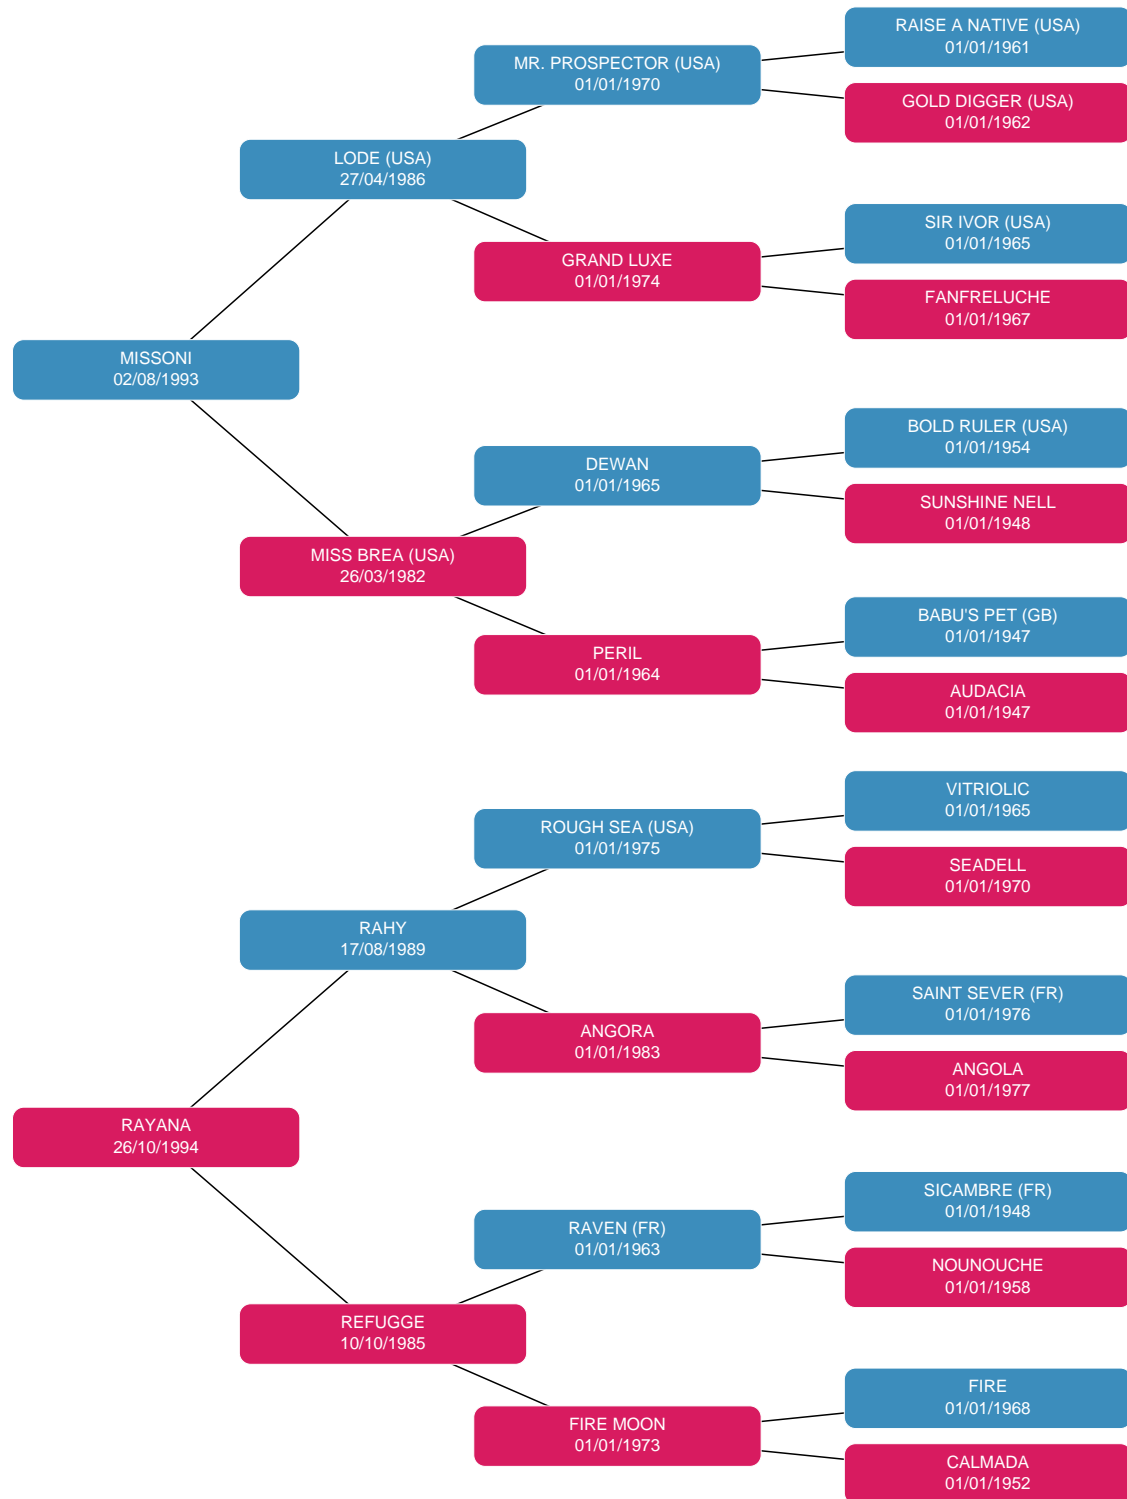 RAISE A NATIVE (USA)
01/01/1961
MR. PROSPECTOR (USA)
01/01/1970
GOLD DIGGER (USA)
01/01/1962
LODE (USA)
27/04/1986
SIR IVOR (USA)
01/01/1965
GRAND LUXE
01/01/1974
FANFRELUCHE
01/01/1967
MISSONI
02/08/1993
BOLD RULER (USA)
01/01/1954
DEWAN
01/01/1965
SUNSHINE NELL
01/01/1948
MISS BREA (USA)
26/03/1982
BABU'S PET (GB)
01/01/1947
PERIL
01/01/1964
AUDACIA
01/01/1947
VITRIOLIC
01/01/1965
ROUGH SEA (USA)
01/01/1975
SEADELL
01/01/1970
RAHY
17/08/1989
SAINT SEVER (FR)
01/01/1976
ANGORA
01/01/1983
ANGOLA
01/01/1977
RAYANA
26/10/1994
SICAMBRE (FR)
01/01/1948
RAVEN (FR)
01/01/1963
NOUNOUCHE
01/01/1958
REFUGGE
10/10/1985
FIRE
01/01/1968
FIRE MOON
01/01/1973
CALMADA
01/01/1952